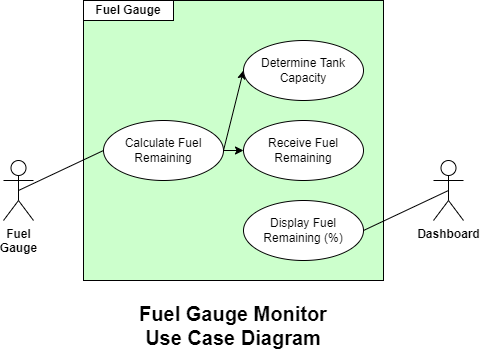 Fuel Gauge
Determine Tank
Capacity
Calculate Fuel
Remaining
Receive Fuel
Remaining
Display Fuel
Remaining (%)
Fuel
Gauge
Dashboard
Fuel Gauge Monitor
Use Case Diagram